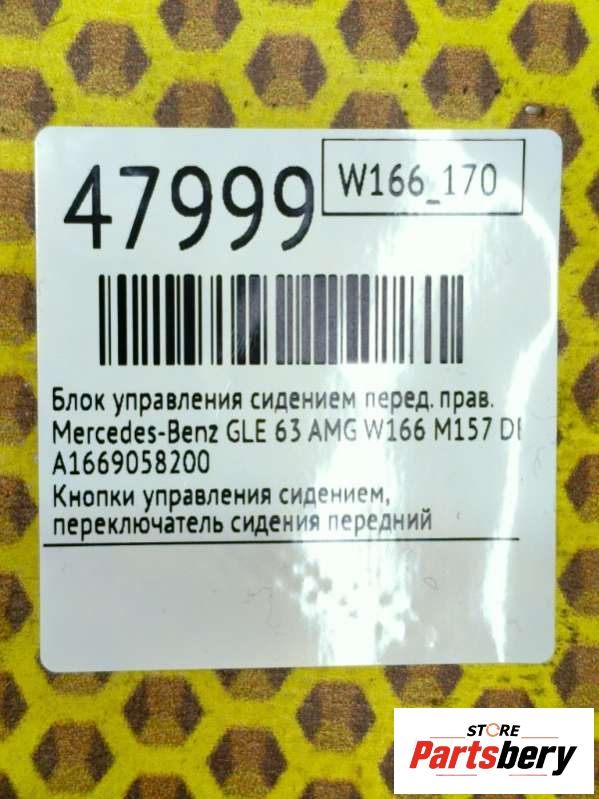 47999
W166_170
Блок управления сидением перед. прав.
Mercedes-Benz GLE 63 AMG W166 M157 DE
A1669058200
Кнопки управления сидением,
переключатель сидения передний
STORE
Partsbery